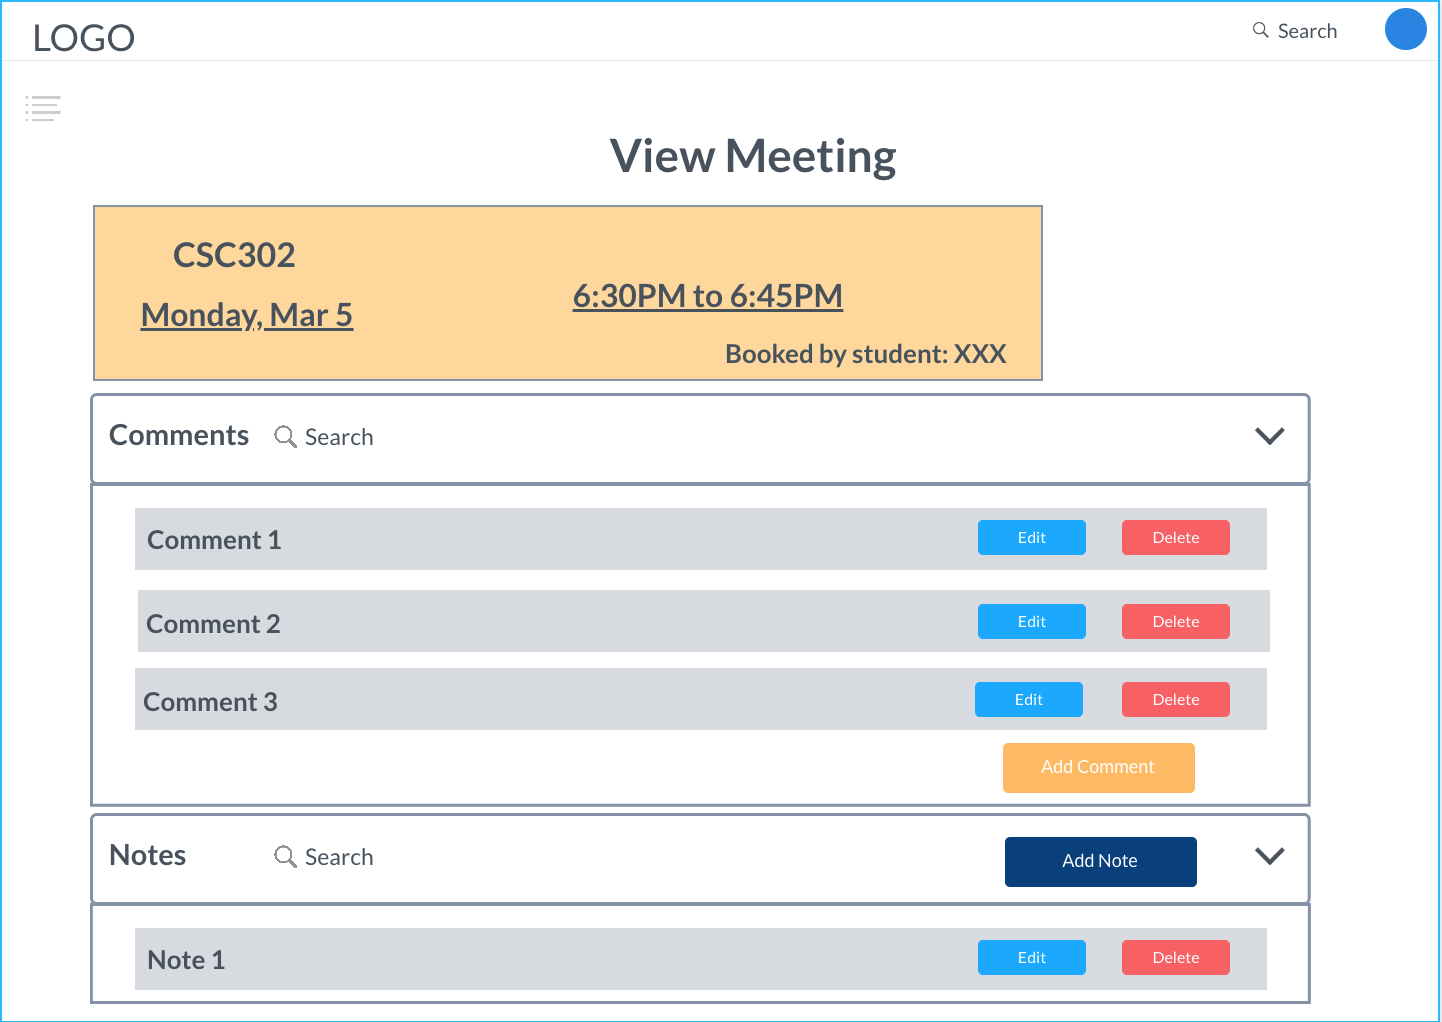 LOGO
Search
View Meeting
CSC302
Monday, Mar 5
6:30PM to 6:45PM
Booked by student: XXX
Comments
Search
Comment 1
Edit
Delete
Comment 2
Edit
Delete
Comment 3
Edit
Delete
Add Comment
Notes
Search
Add Note
Note 1
Edit
Delete